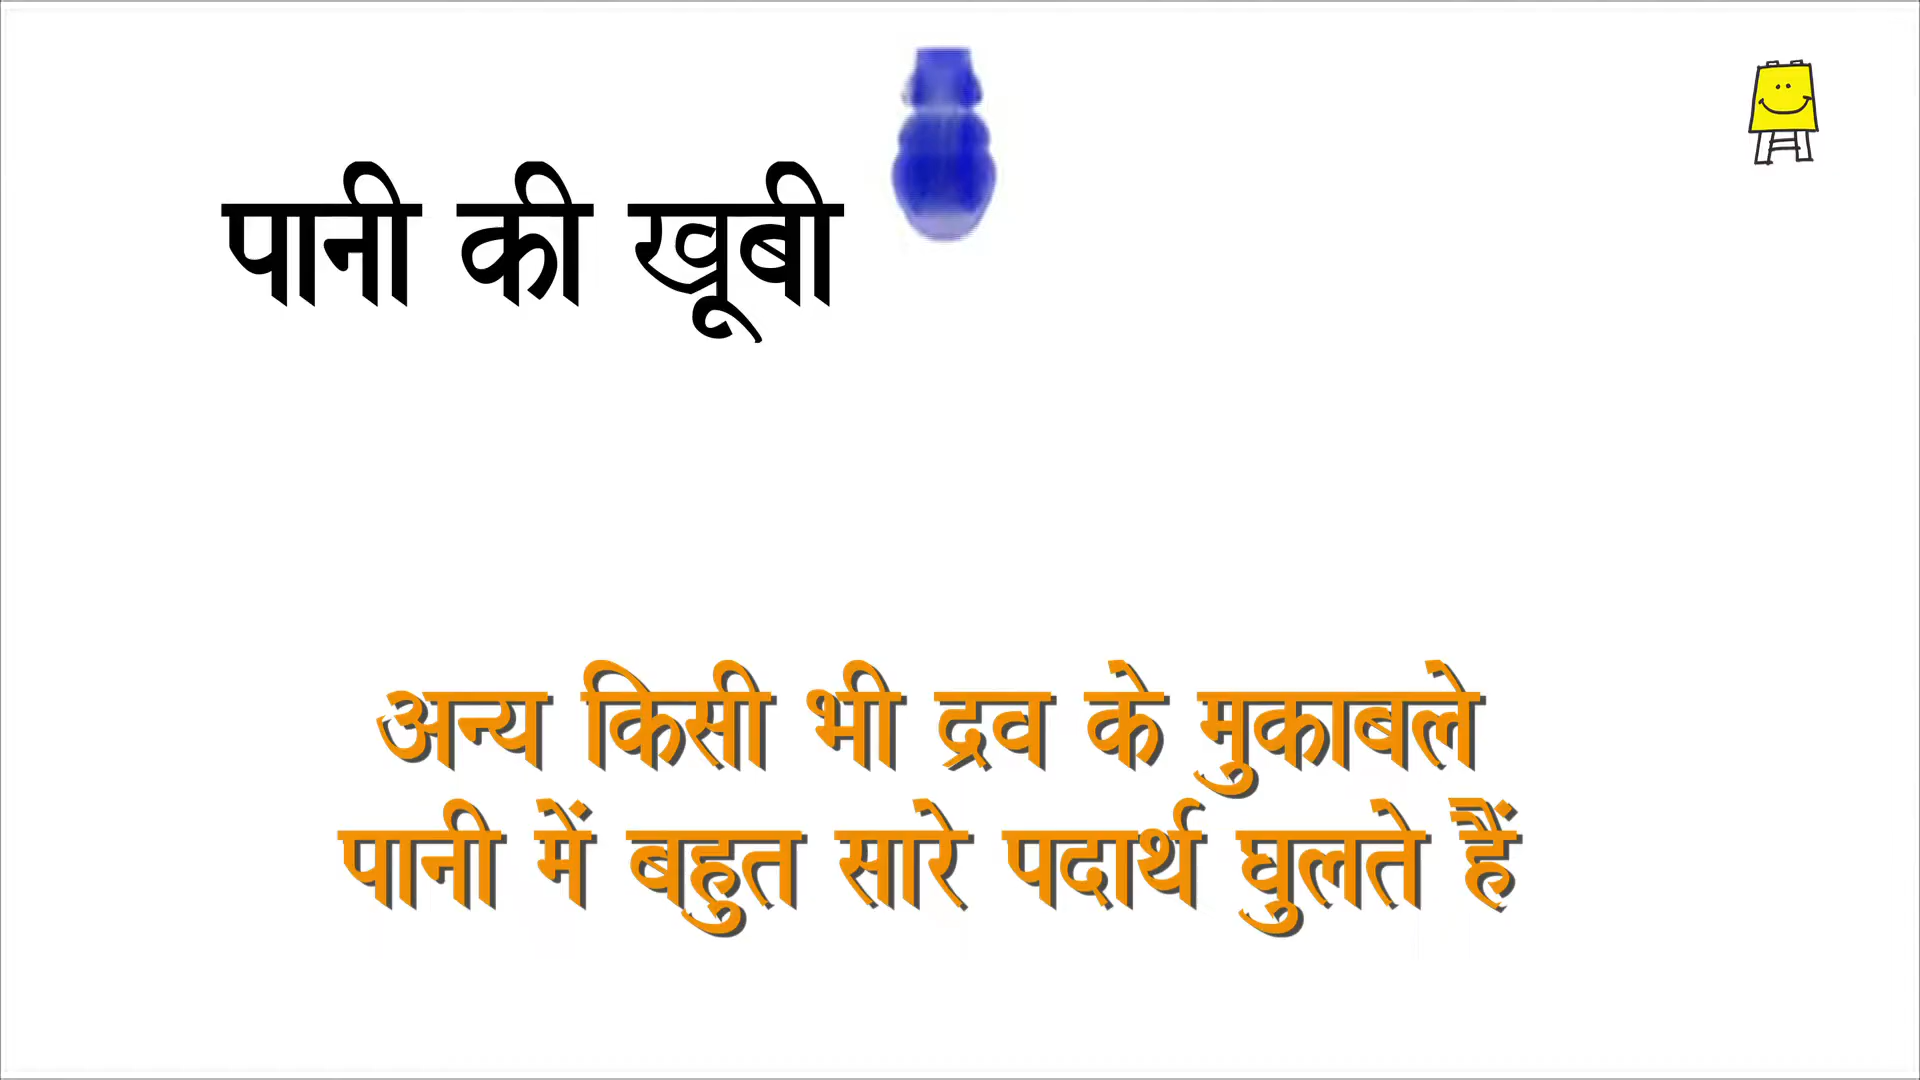 पानी की खूबी
अन्य किसी भी द्रव के मुकाबले
पानी में बहुत सारे पदार्थ घुलते हैं